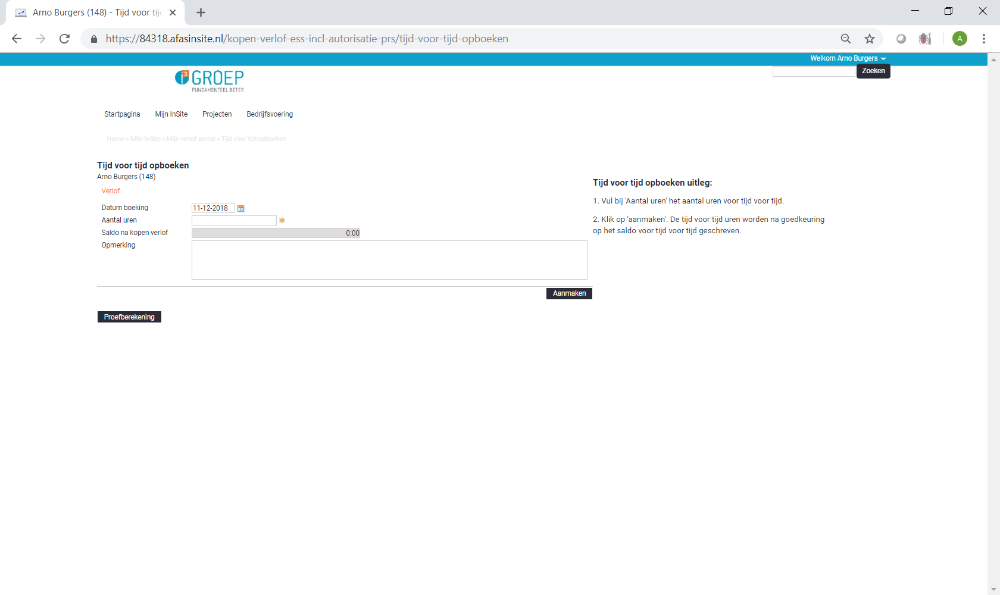 Arno Burgers (148) - Tijd voor tijd
https://84318.afasinsite.nl/kopen-verlof-ess-incl-autorisatie-prs/tijd-voor-tijd-opboeken
A
Welkom Arno Burgers
i3 GROEP
FUNDAMENTEEL BETER
Zoeken
Startpagina Mijn InSite Projecten Bedrijfsvoering
Home » Mijn InSite » Mijn verlof portal » Tijd voor tijd opboeken
Tijd voor tijd opboeken
Arno Burgers (148)
Verlof
Datum boeking 11-12-2018
Aantal uren
Saldo na kopen verlof 0:00
Opmerking
Aanmaken
Proefberekening
Tijd voor tijd opboeken uitleg:
1. Vul bij 'Aantal uren' het aantal uren voor tijd voor tijd.
2. Klik op 'aanmaken'. De tijd voor tijd uren worden na goedkeuring
op het saldo voor tijd voor tijd geschreven.